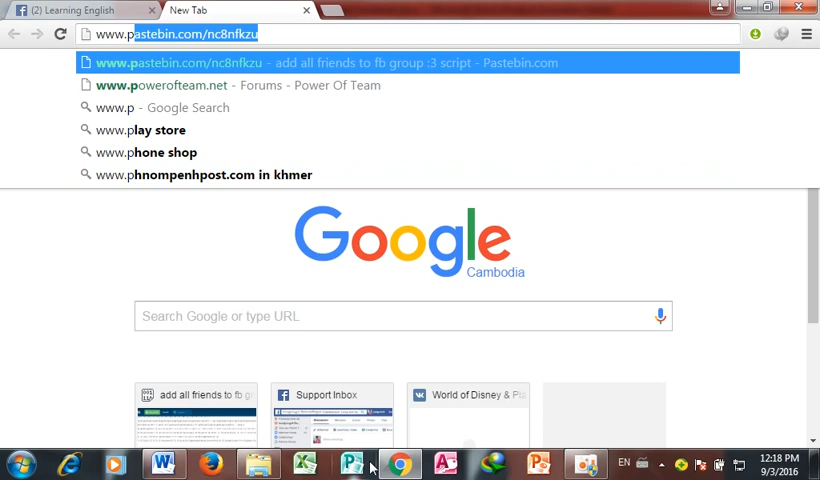 (2) Learning English
New Tab
www.pastebin.com/nc8nfkzu
www.pastebin.com/nc8nfkzu - add all friends to fb group :3 script - Pastebin.com
www.powerofteam.net - Forums - Power Of Team
www.p - Google Search
www.play store
www.phone shop
www.phnompenhpost.com in khmer
Google
Cambodia
Search Google or type URL
add all friends to fb gr
Support Inbox
World of Disney & Pi
EN
12:18 PM
9/3/2016